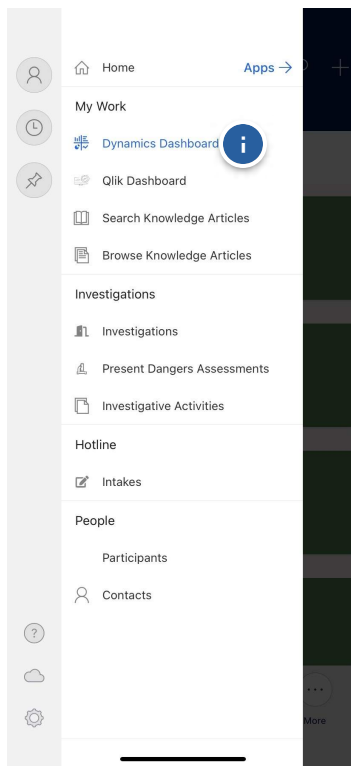 Home
Apps →
My Work
Dynamics Dashboard
i
Qlik Dashboard
Search Knowledge Articles
Browse Knowledge Articles
Investigations
Investigations
Present Dangers Assessments
Investigative Activities
Hotline
Intakes
People
Participants
Contacts
?
More